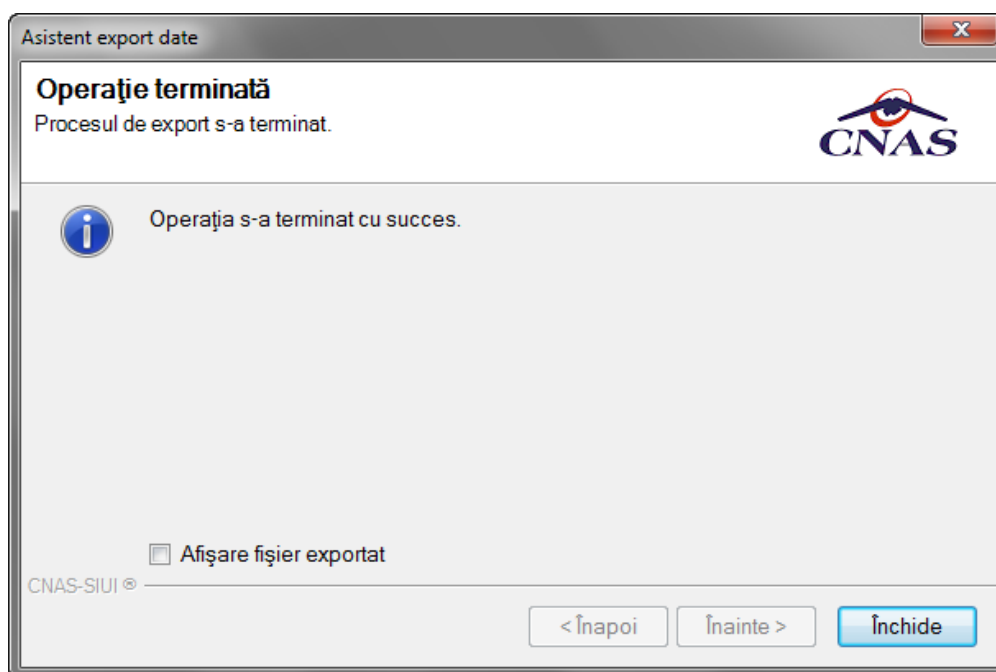 Asistent export date
Operaţie terminată
Procesul de export s-a terminat.
CNAS
Operaţia s-a terminat cu succes.
Afişare fişier exportat
CNAS-SIUI ®
< Înapoi
Înainte >
Închide